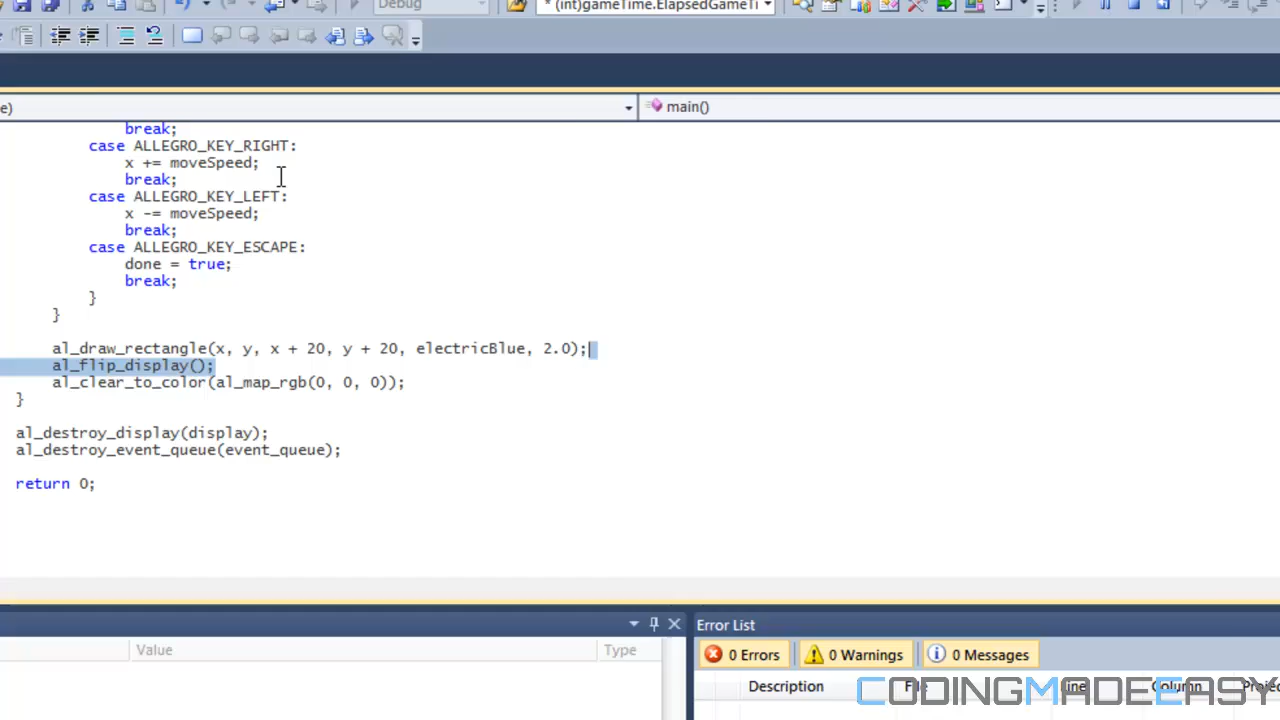 Debug
(int)gameTime.ElapsedGameTi
e)
main()
break;
case ALLEGRO_KEY_RIGHT:
x += moveSpeed;
break;
case ALLEGRO_KEY_LEFT:
x -= moveSpeed;
break;
case ALLEGRO_KEY_ESCAPE:
done = true;
break;
}
}
al_draw_rectangle(x, y, x + 20, y + 20, electricBlue, 2.0);
al_flip_display();
al_clear_to_color(al_map_rgb(0, 0, 0));
}
al_destroy_display(display);
al_destroy_event_queue(event_queue);
return 0;
Error List
Value Type
0 Errors 0 Warnings 0 Messages
Description Line Column
CODINGMADEEASY